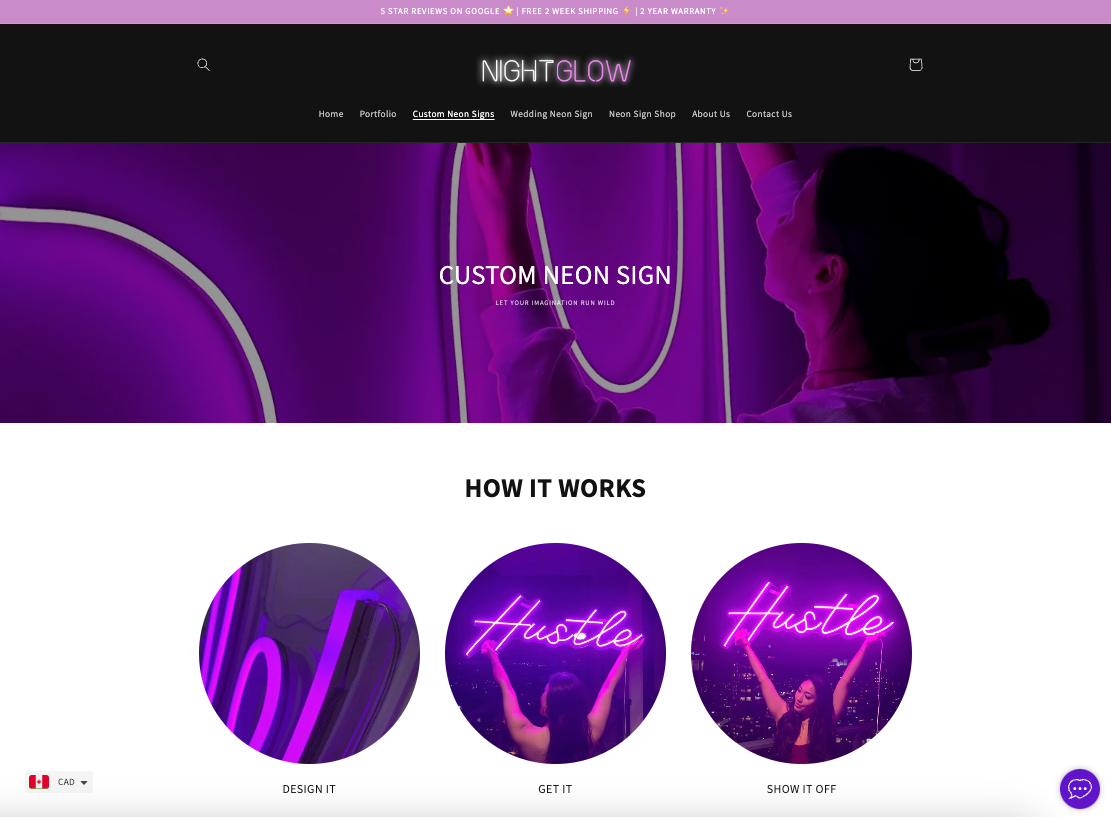 5 STAR REVIEWS ON GOOGLE ⭐ | FREE 2 WEEK SHIPPING ⚡ | 2 YEAR WARRANTY ✨
NIGHTGLOW
Home Portfolio Custom Neon Signs Wedding Neon Sign Neon Sign Shop About Us Contact Us
CUSTOM NEON SIGN
LET YOUR IMAGINATION RUN WILD
HOW IT WORKS
Hustle Hustle
DESIGN IT GET IT SHOW IT OFF
CAD